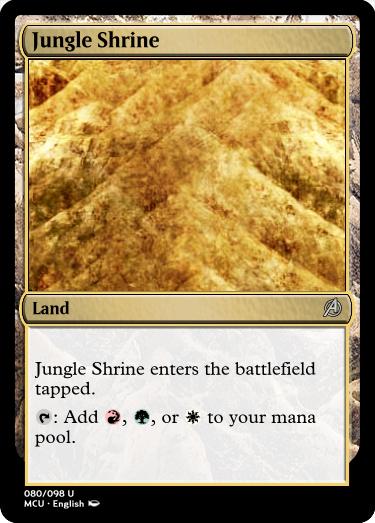 Jungle Shrine
Land
Jungle Shrine enters the battlefield
tapped.
: Add , , or to your mana
pool.
080/098 U
MCU · English